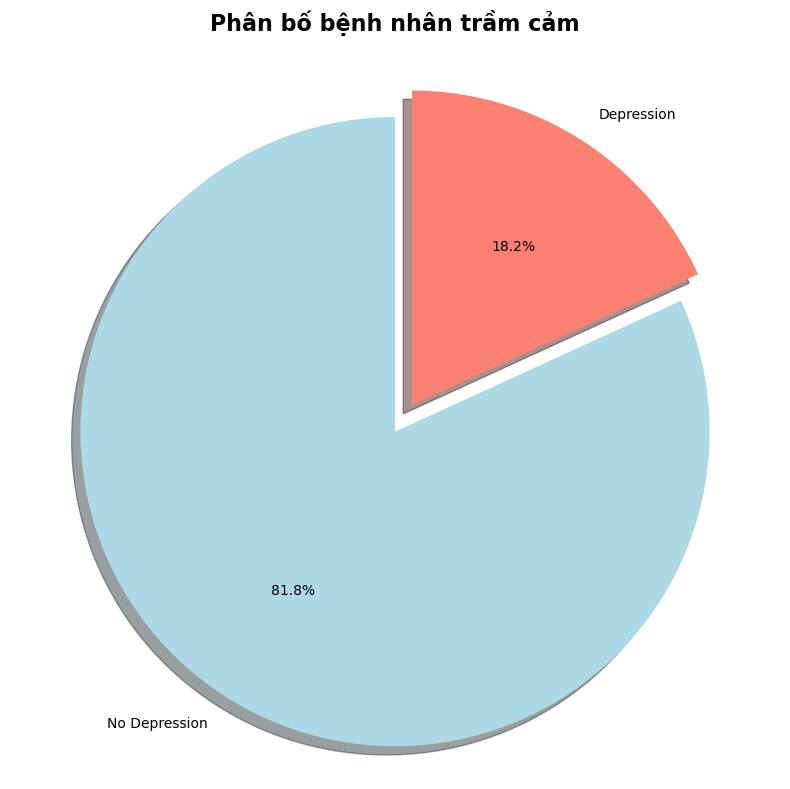 Phân bố bệnh nhân trầm cảm
Depression
18.2%
81.8%
No Depression